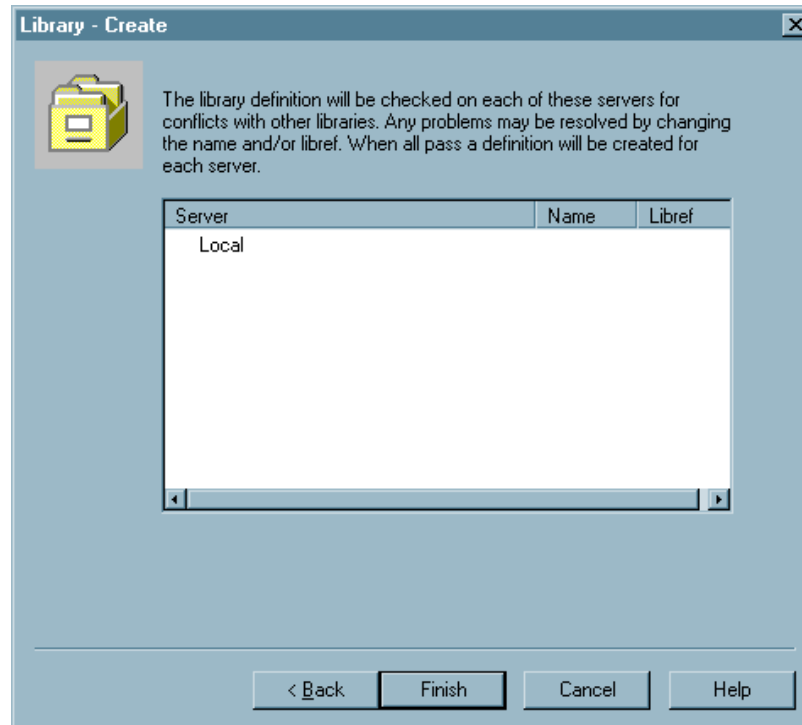 Library - Create
The library definition will be checked on each of these servers for
conflicts with other libraries. Any problems may be resolved by changing
the name and/or libref. When all pass a definition will be created for
each server.
Server Name Libref
Local
< Back Finish Cancel Help